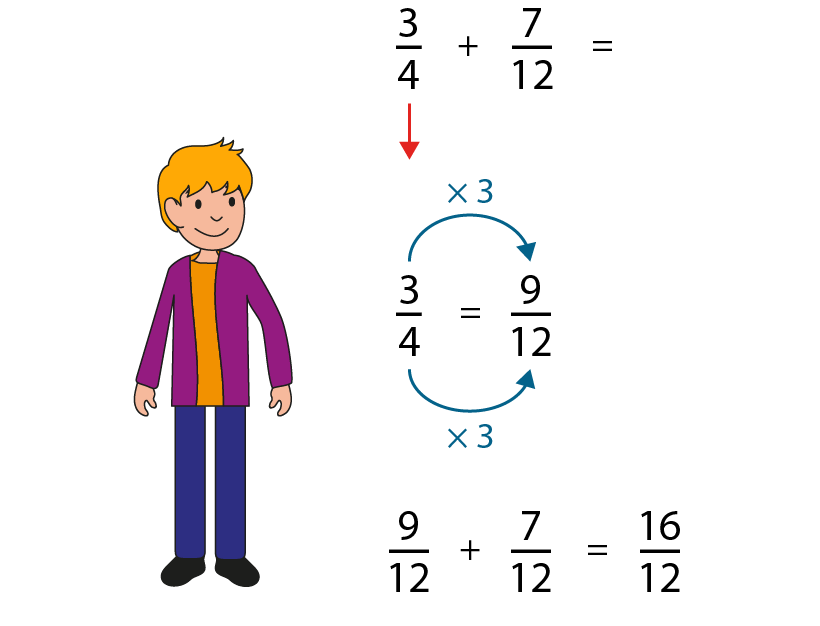 3/4 + 7/12 =
× 3
3/4 = 9/12
× 3
9/12 + 7/12 = 16/12